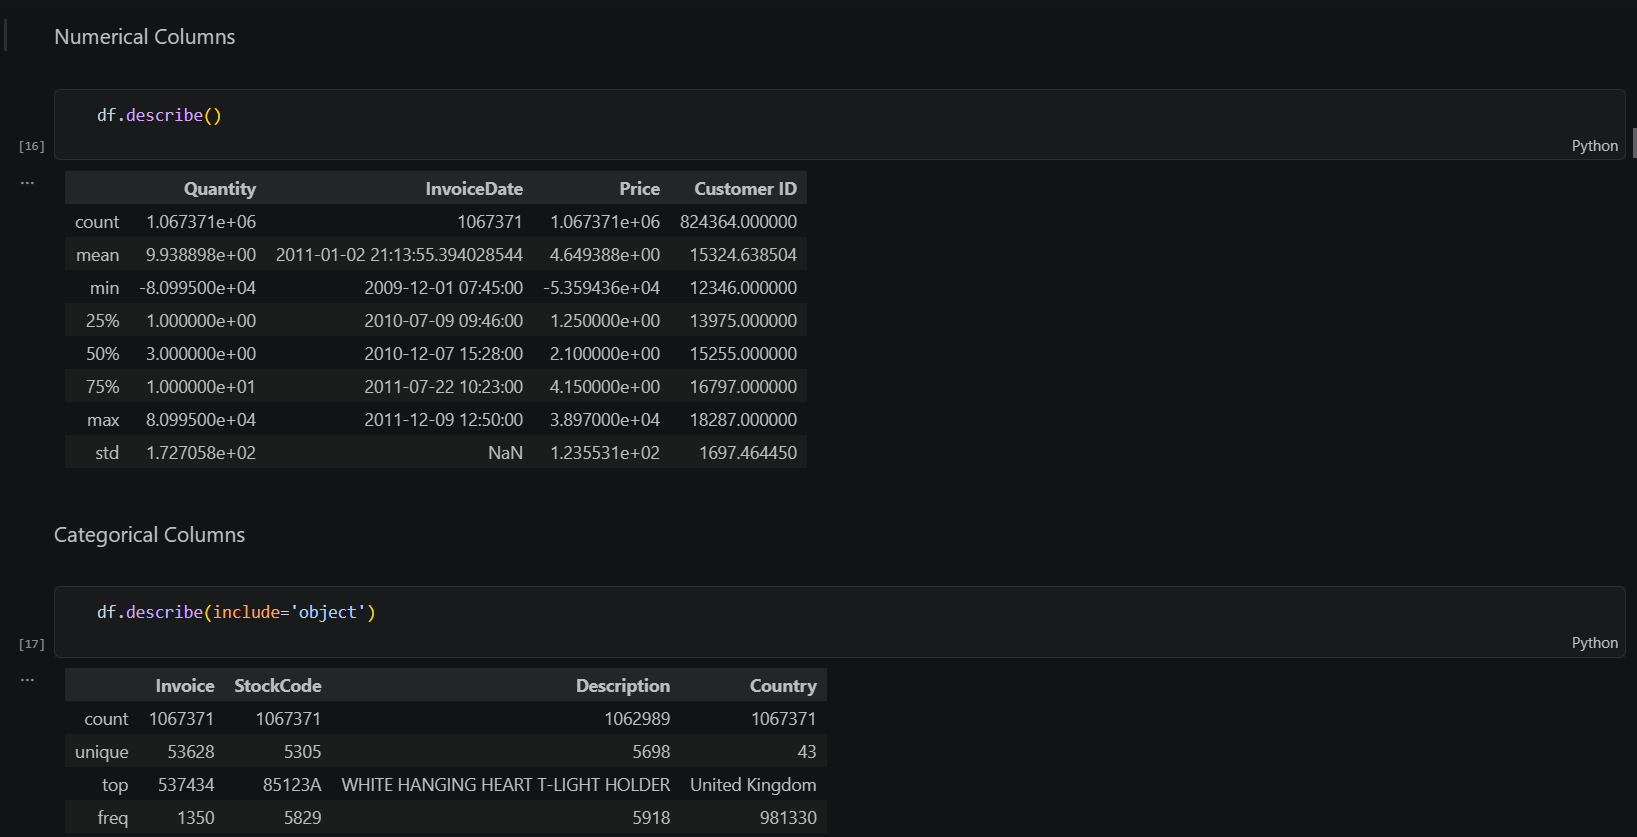 Numerical Columns
df.describe()
[16]
Python
...
Quantity InvoiceDate Price Customer ID
count 1.067371e+06 1067371 1.067371e+06 824364.000000
mean 9.938898e+00 2011-01-02 21:13:55.394028544 4.649388e+00 15324.638504
min -8.099500e+04 2009-12-01 07:45:00 -5.359436e+04 12346.000000
25% 1.000000e+00 2010-07-09 09:46:00 1.250000e+00 13975.000000
50% 3.000000e+00 2010-12-07 15:28:00 2.100000e+00 15255.000000
75% 1.000000e+01 2011-07-22 10:23:00 4.150000e+00 16797.000000
max 8.099500e+04 2011-12-09 12:50:00 3.897000e+04 18287.000000
std 1.727058e+02 NaN 1.235531e+02 1697.464450
Categorical Columns
df.describe(include='object')
[17]
Python
...
Invoice StockCode Description Country
count 1067371 1067371 1062989 1067371
unique 53628 5305 5698 43
top 537434 85123A WHITE HANGING HEART T-LIGHT HOLDER United Kingdom
freq 1350 5829 5918 981330